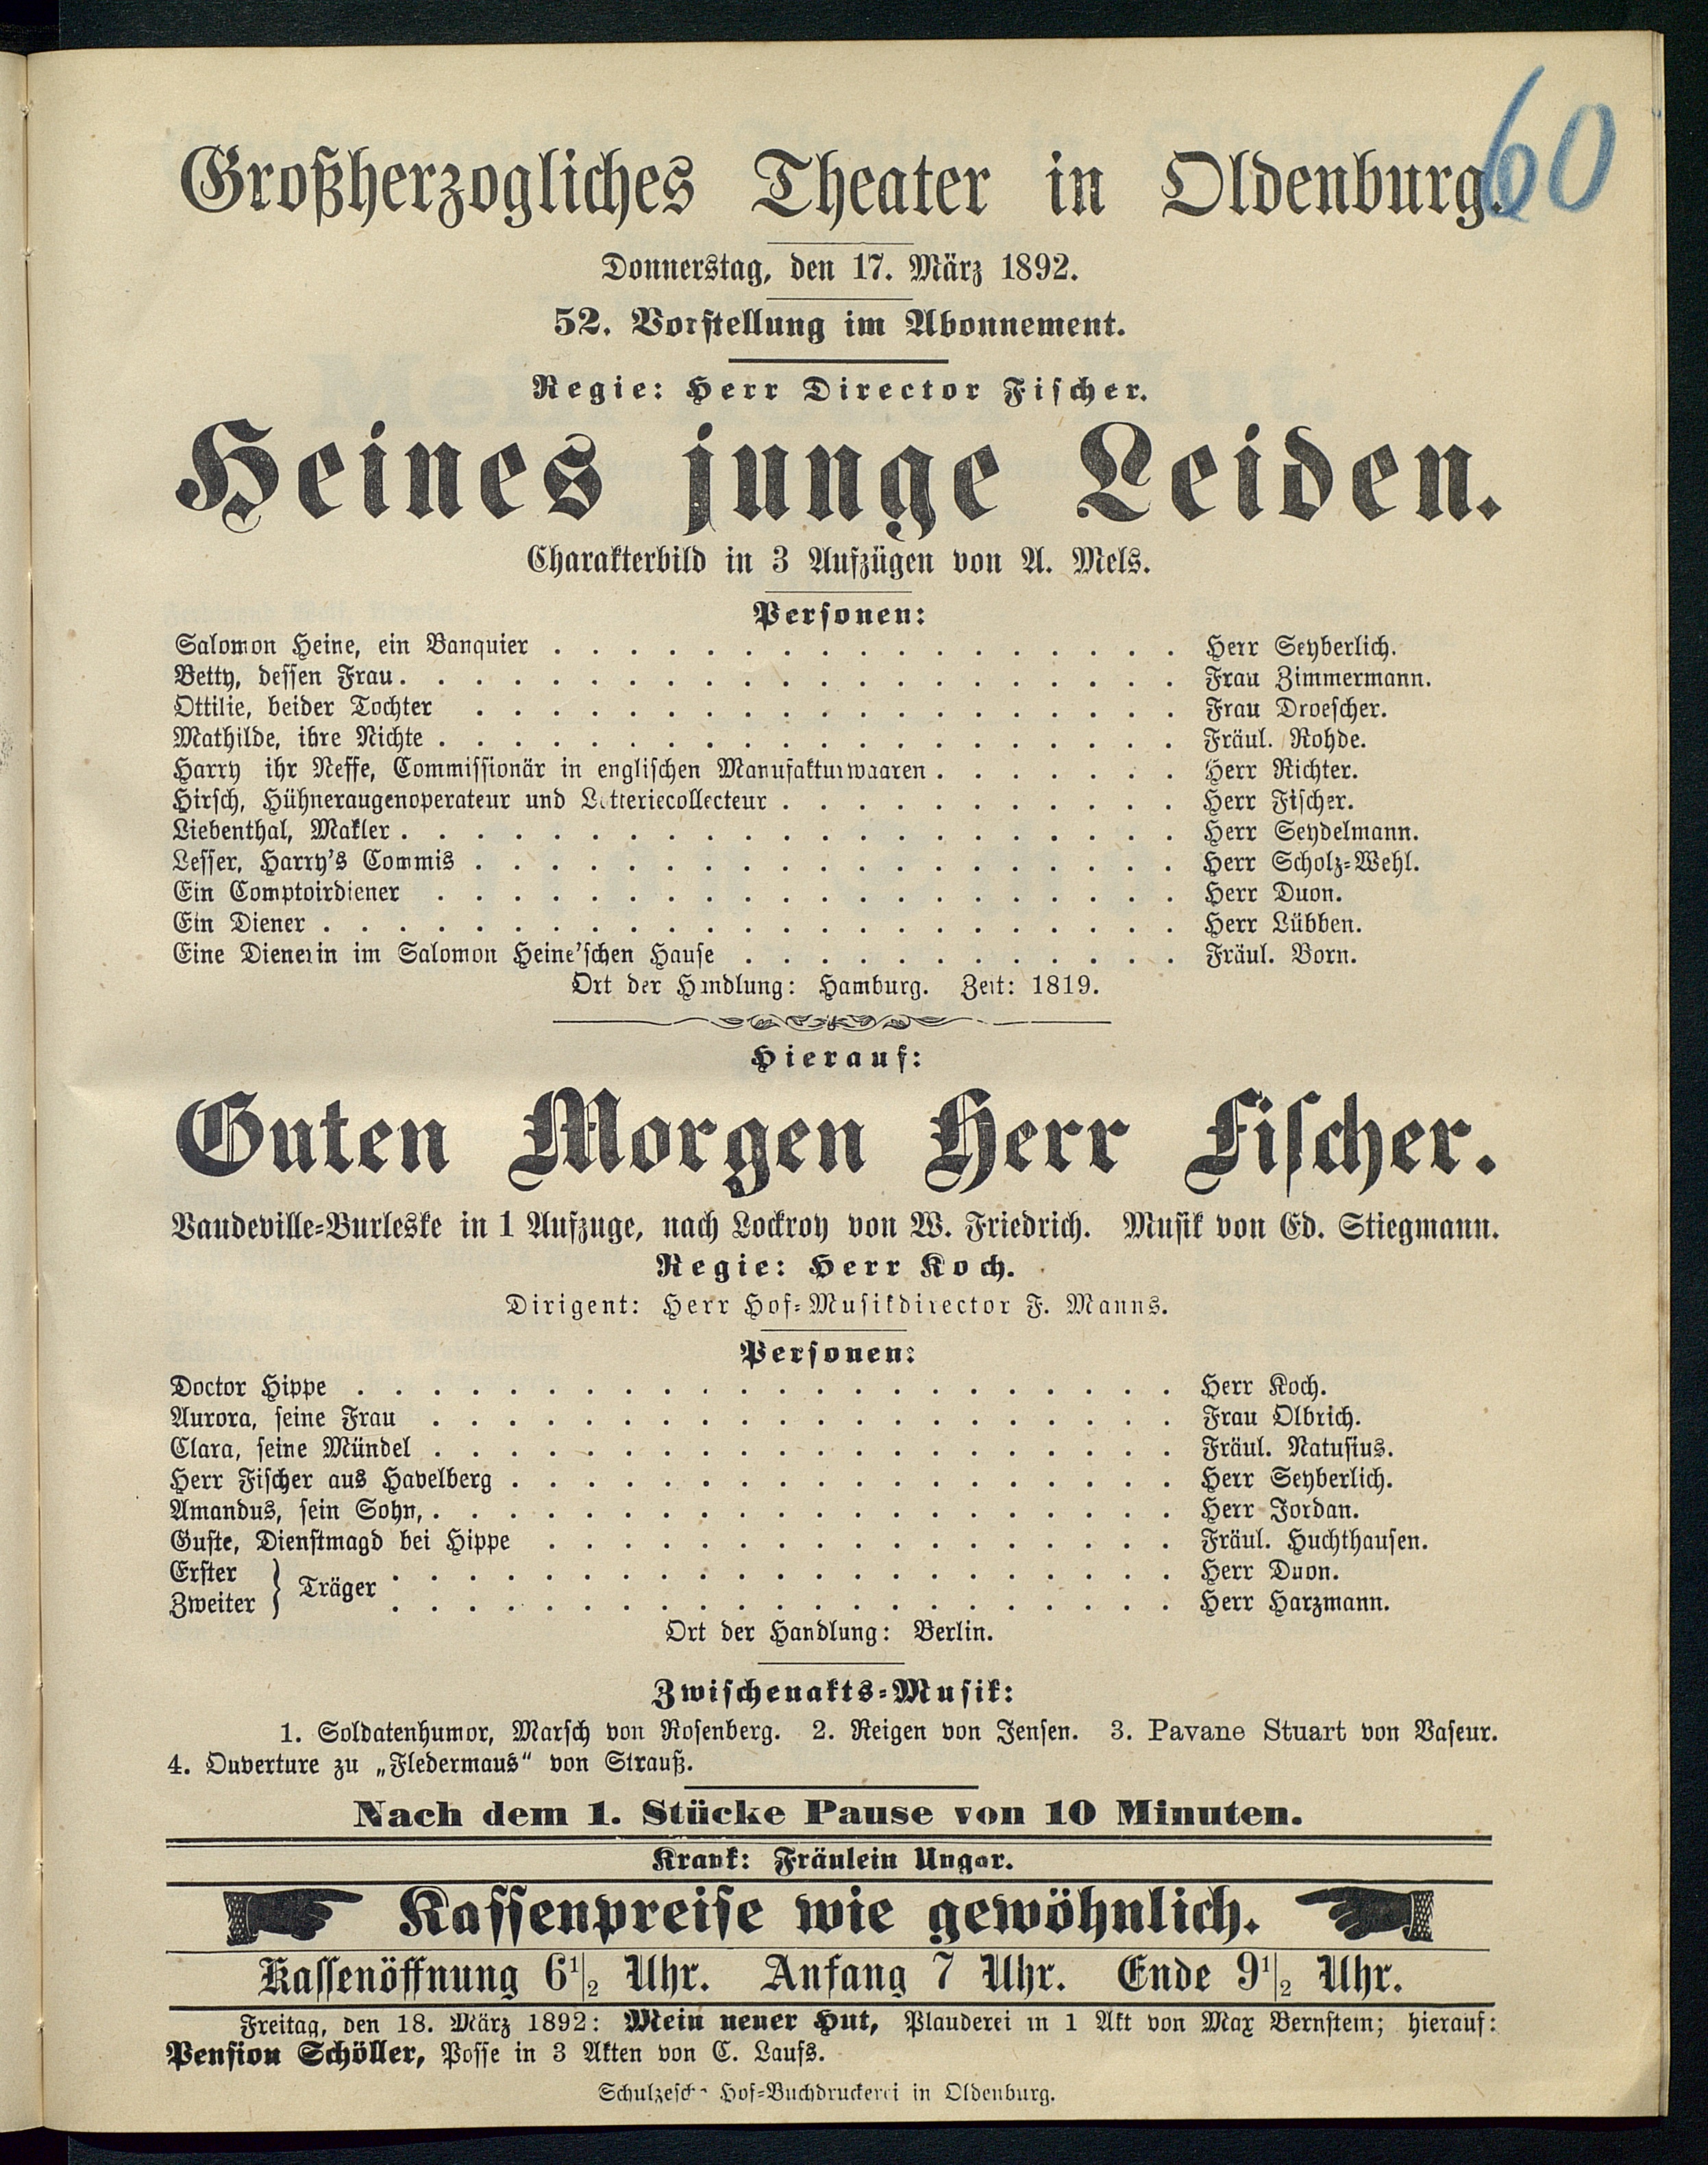 60
Großherzogliches Theater in Oldenburg.
Donnerstag, den 17. März 1892.
52. Vorstellung im Abonnement.
Regie: Herr Director Fischer.
Heines junge Leiden.
Charakterbild in 3 Aufzügen von A. Mels.
Personen:
Salomon Heine, ein Banquier . . . . . . . . . . . . . . . . . Herr Seyberlich.
Betty, dessen Frau. . . . . . . . . . . . . . . . . . . . . Frau Zimmermann.
Ottilie, beider Tochter . . . . . . . . . . . . . . . . . . . Frau Droescher.
Mathilde, ihre Nichte . . . . . . . . . . . . . . . . . . . . Fräul. Rohde.
Harry ihr Neffe, Commissionär in englischen Manufakturwaaren . . . . . . . Herr Richter.
Hirsch, Hühneraugenoperateur und Lotteriecollecteur . . . . . . . . . . . Herr Fischer.
Liebenthal, Makler . . . . . . . . . . . . . . . . . . . . . Herr Seydelmann.
Lesser, Harry's Commis . . . . . . . . . . . . . . . . . . . Herr Scholz-Wehl.
Ein Comptoirdiener . . . . . . . . . . . . . . . . . . . . Herr Duon.
Ein Diener . . . . . . . . . . . . . . . . . . . . . . . Herr Lübben.
Eine Dienerin im Salomon Heine'schen Hause . . . . . . . . . . . . Fräul. Born.
Ort der Handlung: Hamburg. Zeit: 1819.
Hierauf:
Guten Morgen Herr Fischer.
Vaudeville-Burleske in 1 Aufzuge, nach Lockroy von W. Friedrich. Musik von Ed. Stiegmann.
Regie: Herr Koch.
Dirigent: Herr Hof-Musikdirector F. Manns.
Personen:
Doctor Hippe . . . . . . . . . . . . . . . . . . . . . . Herr Koch.
Aurora, seine Frau . . . . . . . . . . . . . . . . . . . . Frau Olbrich.
Clara, seine Mündel . . . . . . . . . . . . . . . . . . . . Fräul. Natusius.
Herr Fischer aus Havelberg . . . . . . . . . . . . . . . . . . Herr Seyberlich.
Amandus, sein Sohn, . . . . . . . . . . . . . . . . . . . . Herr Jordan.
Guste, Dienstmagd bei Hippe . . . . . . . . . . . . . . . . . Fräul. Huchthausen.
Erster } Träger . . . . . . . . . . . . . . . . . . . . . Herr Duon.
Zweiter } . . . . . . . . . . . . . . . . . . . . . Herr Harzmann.
Ort der Handlung: Berlin.
Zwischenakts-Musik:
1. Soldatenhumor, Marsch von Rosenberg. 2. Reigen von Jensen. 3. Pavane Stuart von Vaseur.
4. Ouverture zu „Fledermaus“ von Strauß.
Nach dem 1. Stücke Pause von 10 Minuten.
Krank: Fräulein Ungar.
Kassenpreise wie gewöhnlich.
Kassenöffnung 6 1/2 Uhr. Anfang 7 Uhr. Ende 9 1/2 Uhr.
Freitag, den 18. März 1892: Mein neuer Hut, Plauderei in 1 Akt von Max Bernstein; hierauf:
Pension Schöller, Posse in 3 Akten von C. Laufs.
Schulzesche Hof-Buchdruckerei in Oldenburg.